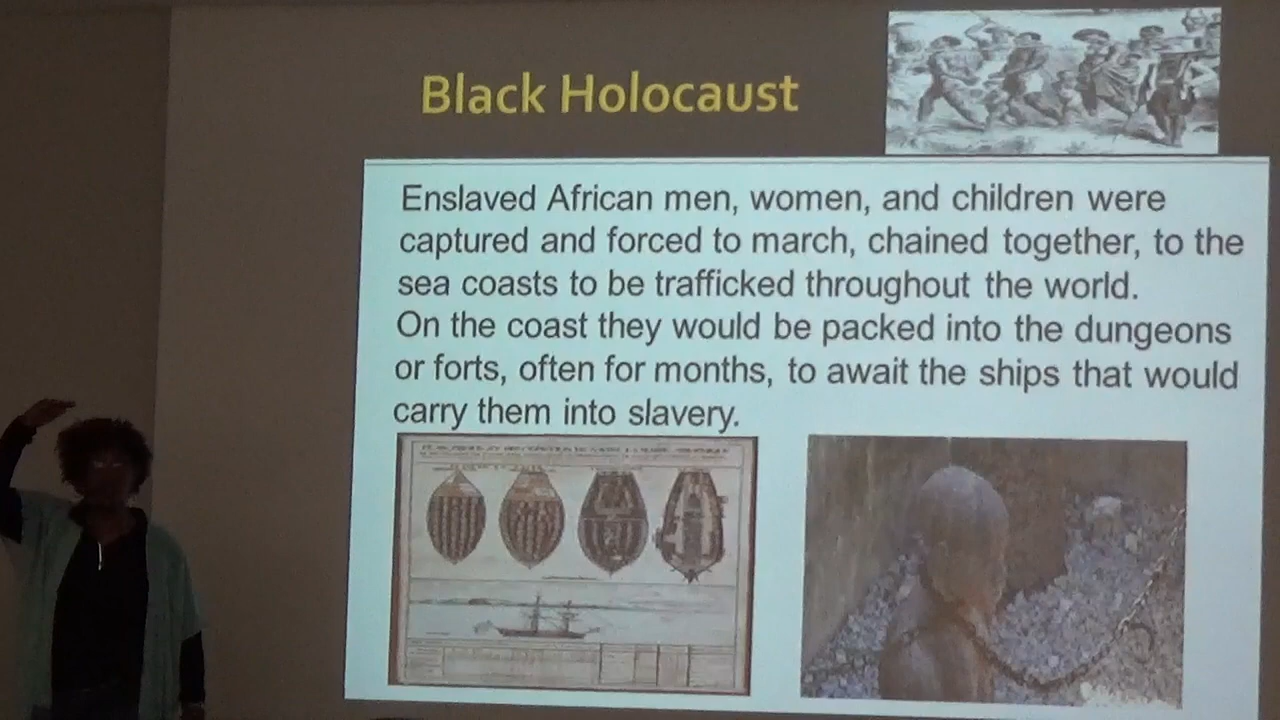 Black Holocaust
Enslaved African men, women, and children were
captured and forced to march, chained together, to the
sea coasts to be trafficked throughout the world.
On the coast they would be packed into the dungeons
or forts, often for months, to await the ships that would
carry them into slavery.